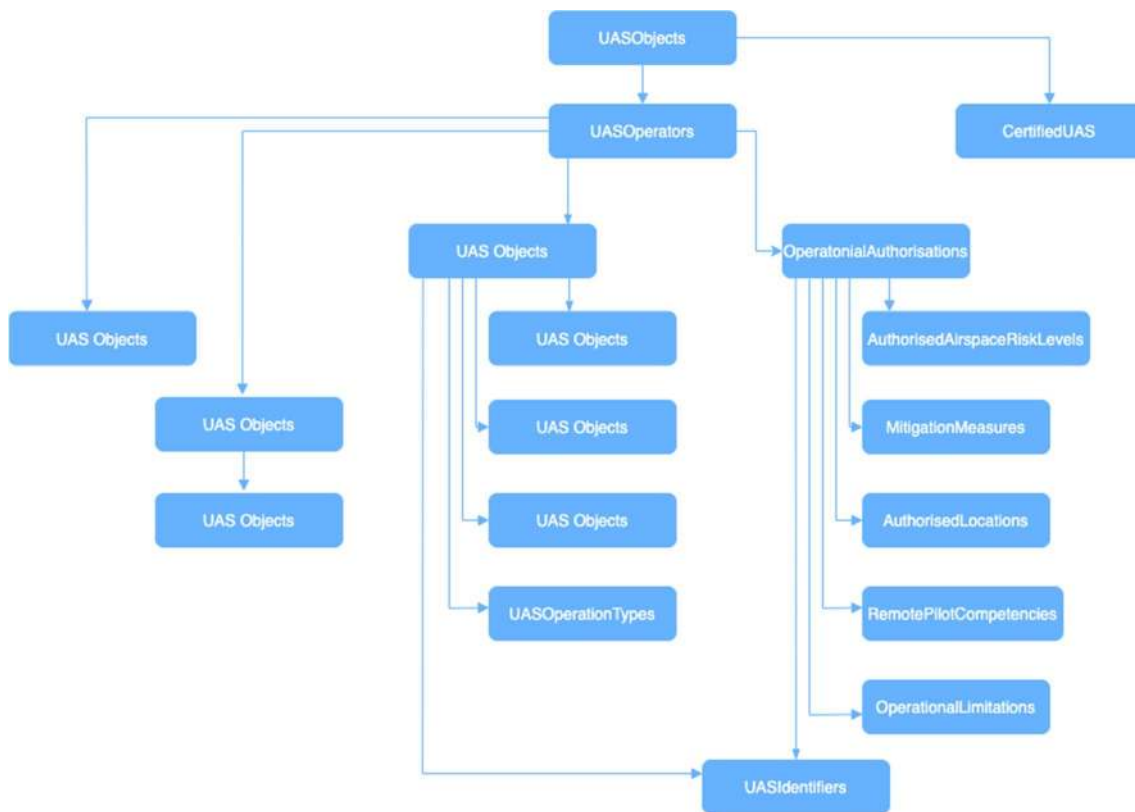 UASObjects
UASOperators
CertifiedUAS
UAS Objects
OperatonialAuthorisations
UAS Objects
UAS Objects
AuthorisedAirspaceRiskLevels
UAS Objects
UAS Objects
MitigationMeasures
UAS Objects
UAS Objects
AuthorisedLocations
UASOperationTypes
RemotePilotCompetencies
OperationalLimitations
UASIdentifiers